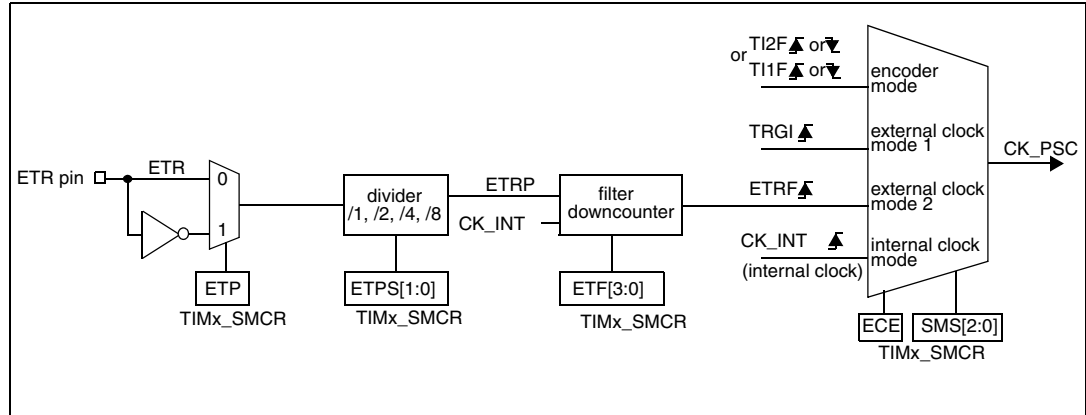 ETR pin
ETR
0
1
ETP
TIMx_SMCR
divider
/1, /2, /4, /8
ETPS[1:0]
TIMx_SMCR
ETRP
CK_INT
filter
downcounter
ETF[3:0]
TIMx_SMCR
or TI2F or
TI1F or
encoder
mode
TRGI
external clock
mode 1
ETRF
external clock
mode 2
CK_INT
(internal clock)
internal clock
mode
CK_PSC
ECE
SMS[2:0]
TIMx_SMCR